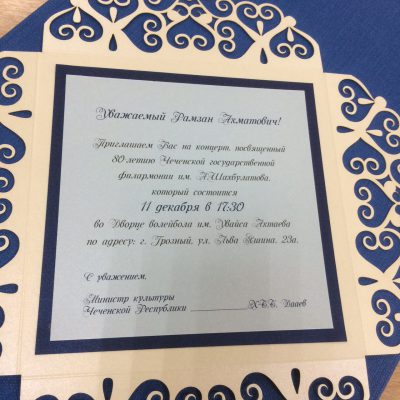 Уважаемый Рамзан Ахматович!
Приглашаем Вас на концерт, посвященный
80 летию Чеченской государственной
филармонии им. А.Шахбулатова,
который состоится
11 декабря в 17:30
во Дворце волейбола им. Увайса Ахтаева
по адресу: г. Грозный, ул. Льва Яшина, 23а.
С уважением,
Министр культуры
Чеченской Республики ____________Х-Б.Б. Дааев